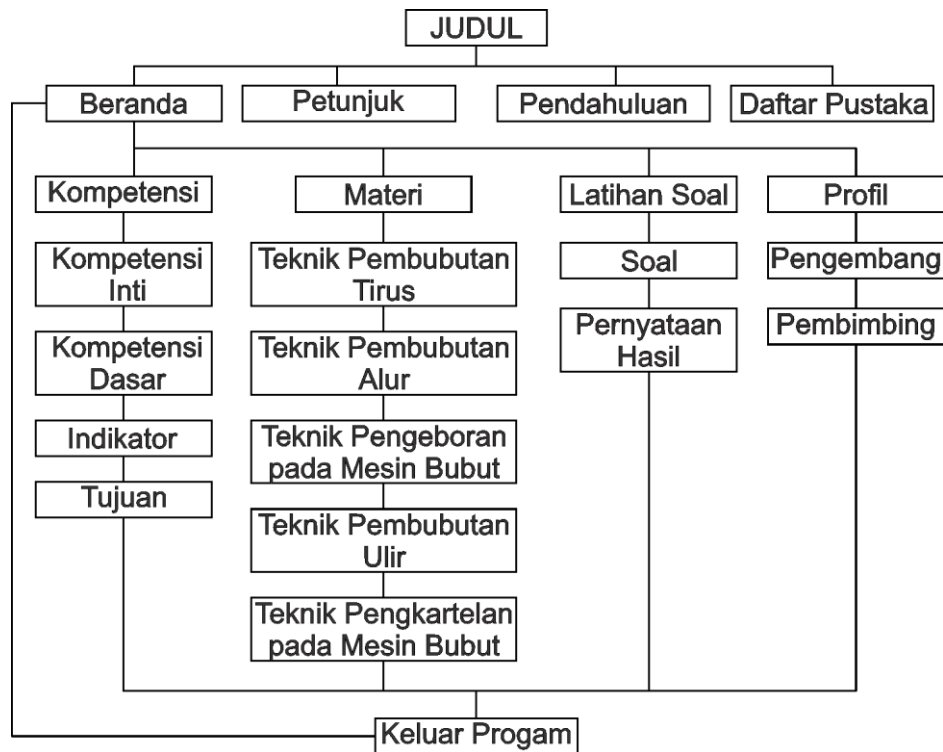 JUDUL
Beranda
Petunjuk
Pendahuluan
Daftar Pustaka
Kompetensi
Materi
Latihan Soal
Profil
Kompetensi
Inti
Teknik Pembubutan
Tirus
Soal
Pengembang
Kompetensi
Dasar
Teknik Pembubutan
Alur
Pernyataan
Hasil
Pembimbing
Indikator
Teknik Pengeboran
pada Mesin Bubut
Tujuan
Teknik Pembubutan
Ulir
Teknik Pengkartelan
pada Mesin Bubut
Keluar Progam